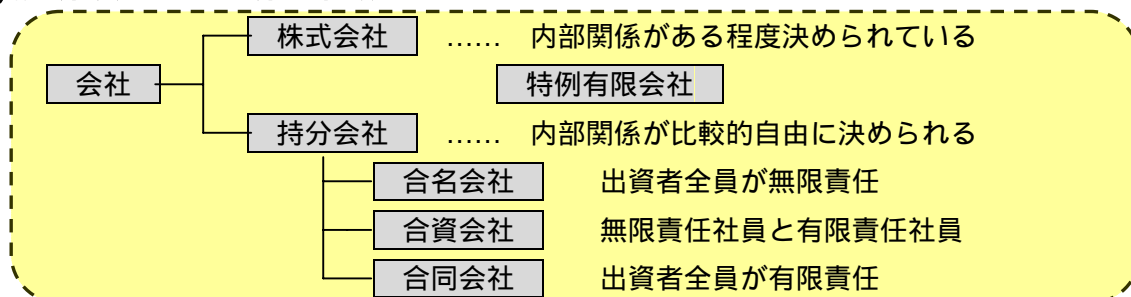 株式会社 …… 内部関係がある程度決められている
会社 特例有限会社
持分会社 …… 内部関係が比較的自由に決められる
合名会社 出資者全員が無限責任
合資会社 無限責任社員と有限責任社員
合同会社 出資者全員が有限責任